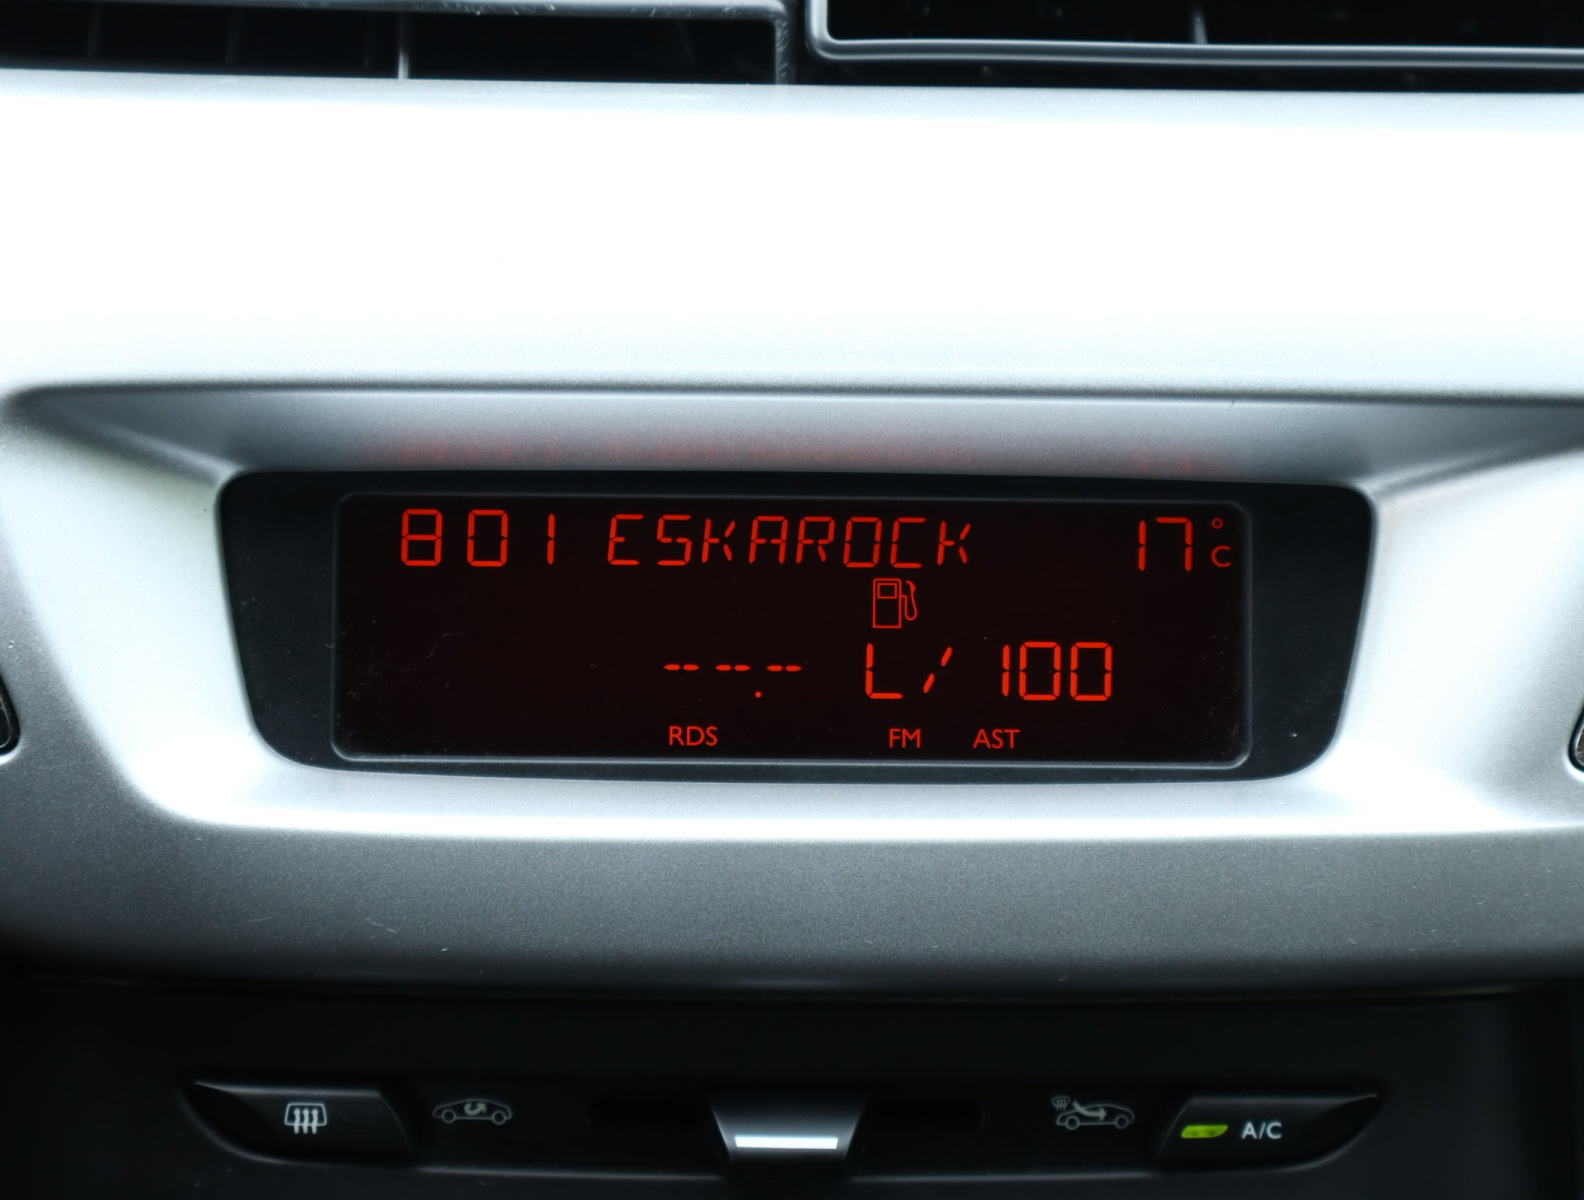 801 ESKAROCK 17°C
-- --.-- L/100
RDS FM AST
A/C